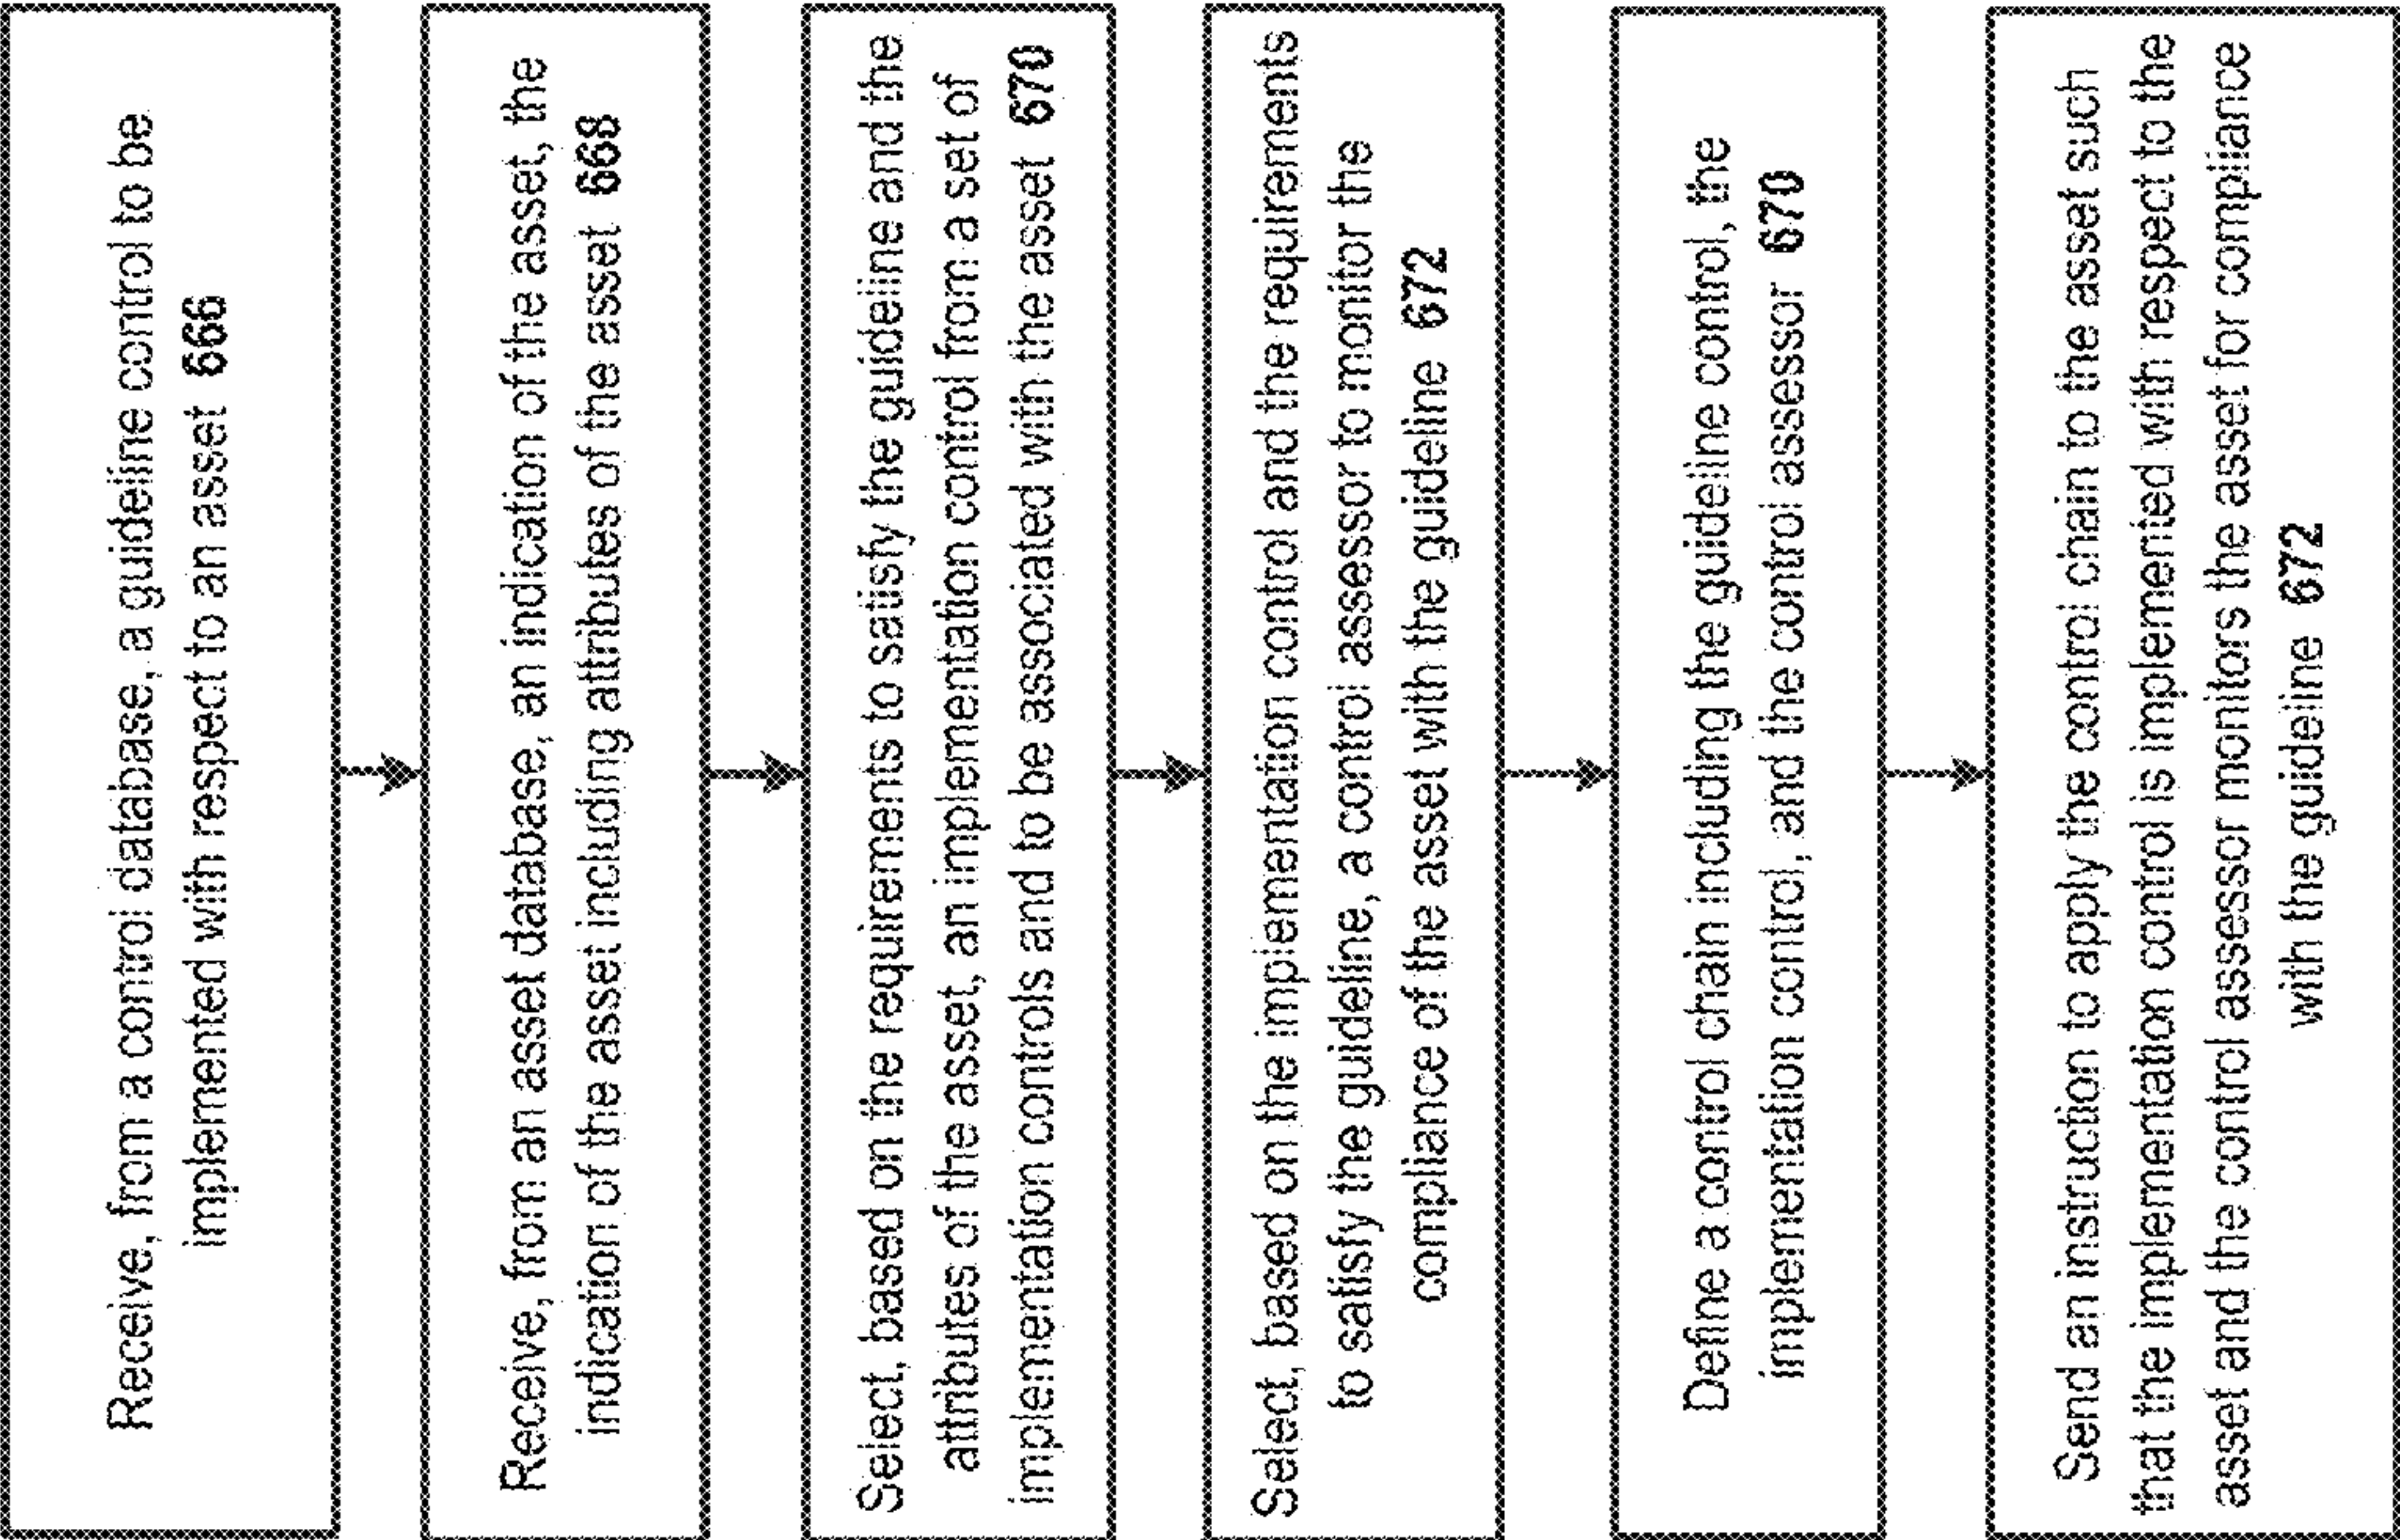 Receive, from a control database, a guideline control to be
implemented with respect to an asset 666
Receive, from an asset database, an indication of the asset, the
indication of the asset including attributes of the asset 668
Select, based on the requirements to satisfy the guideline and the
attributes of the asset, an implementation control from a set of
implementation controls and to be associated with the asset 670
Select, based on the implementation control and the requirements
to satisfy the guideline, a control assessor to monitor the
compliance of the asset with the guideline 672
Define a control chain including the guideline control, the
implementation control, and the control assessor 670
Send an instruction to apply the control chain to the asset such
that the implementation control is implemented with respect to the
asset and the control assessor monitors the asset for compliance
with the guideline 672